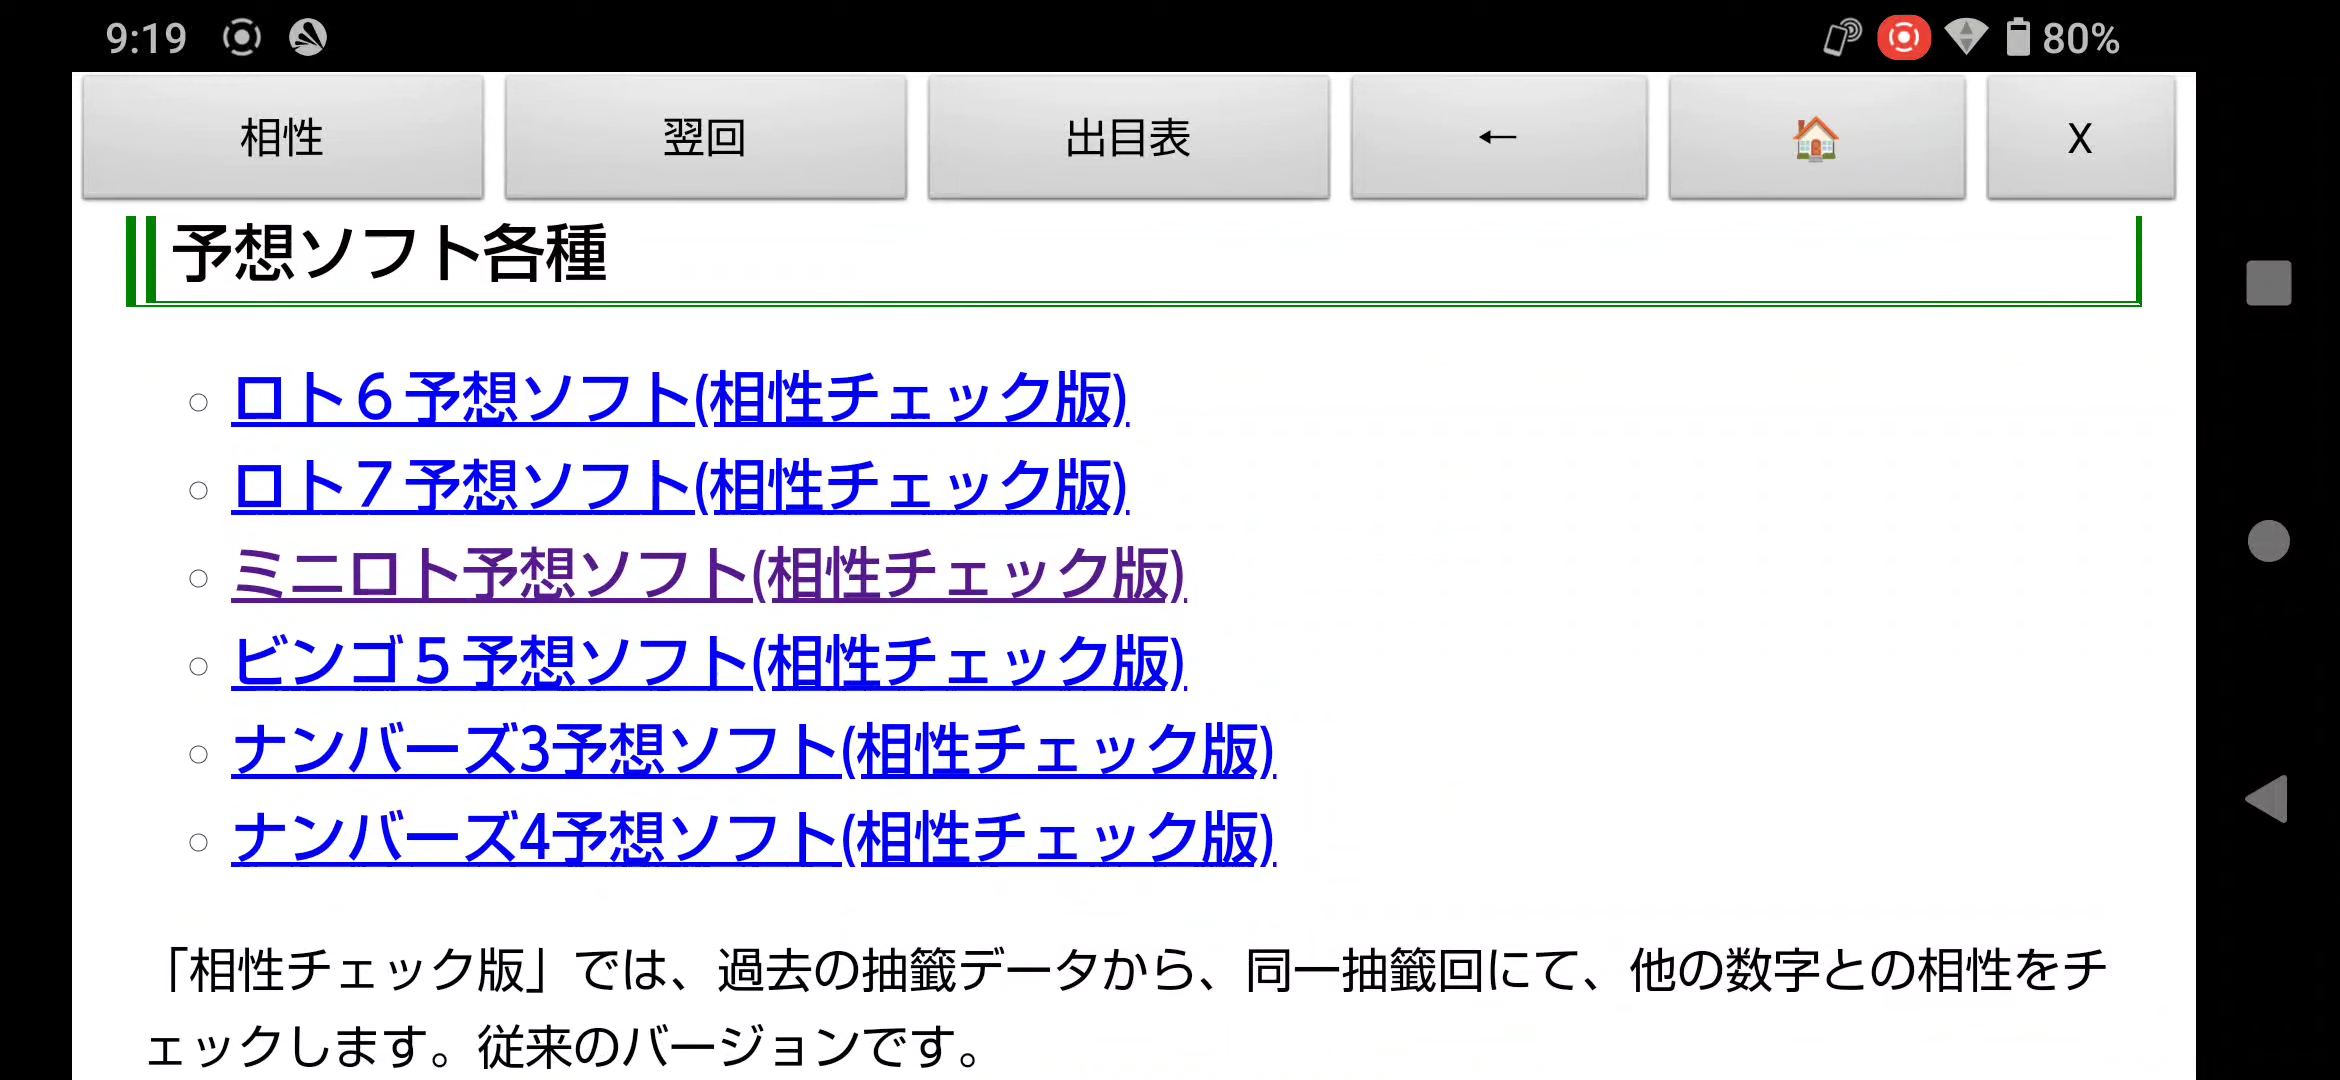 9:19
80%
相性 翌回 出目表 ← 🏠 X
予想ソフト各種
ロト６予想ソフト(相性チェック版)
ロト７予想ソフト(相性チェック版)
ミニロト予想ソフト(相性チェック版)
ビンゴ５予想ソフト(相性チェック版)
ナンバーズ3予想ソフト(相性チェック版)
ナンバーズ4予想ソフト(相性チェック版)
「相性チェック版」では、過去の抽籤データから、同一抽籤回にて、他の数字との相性をチ
ェックします。従来のバージョンです。